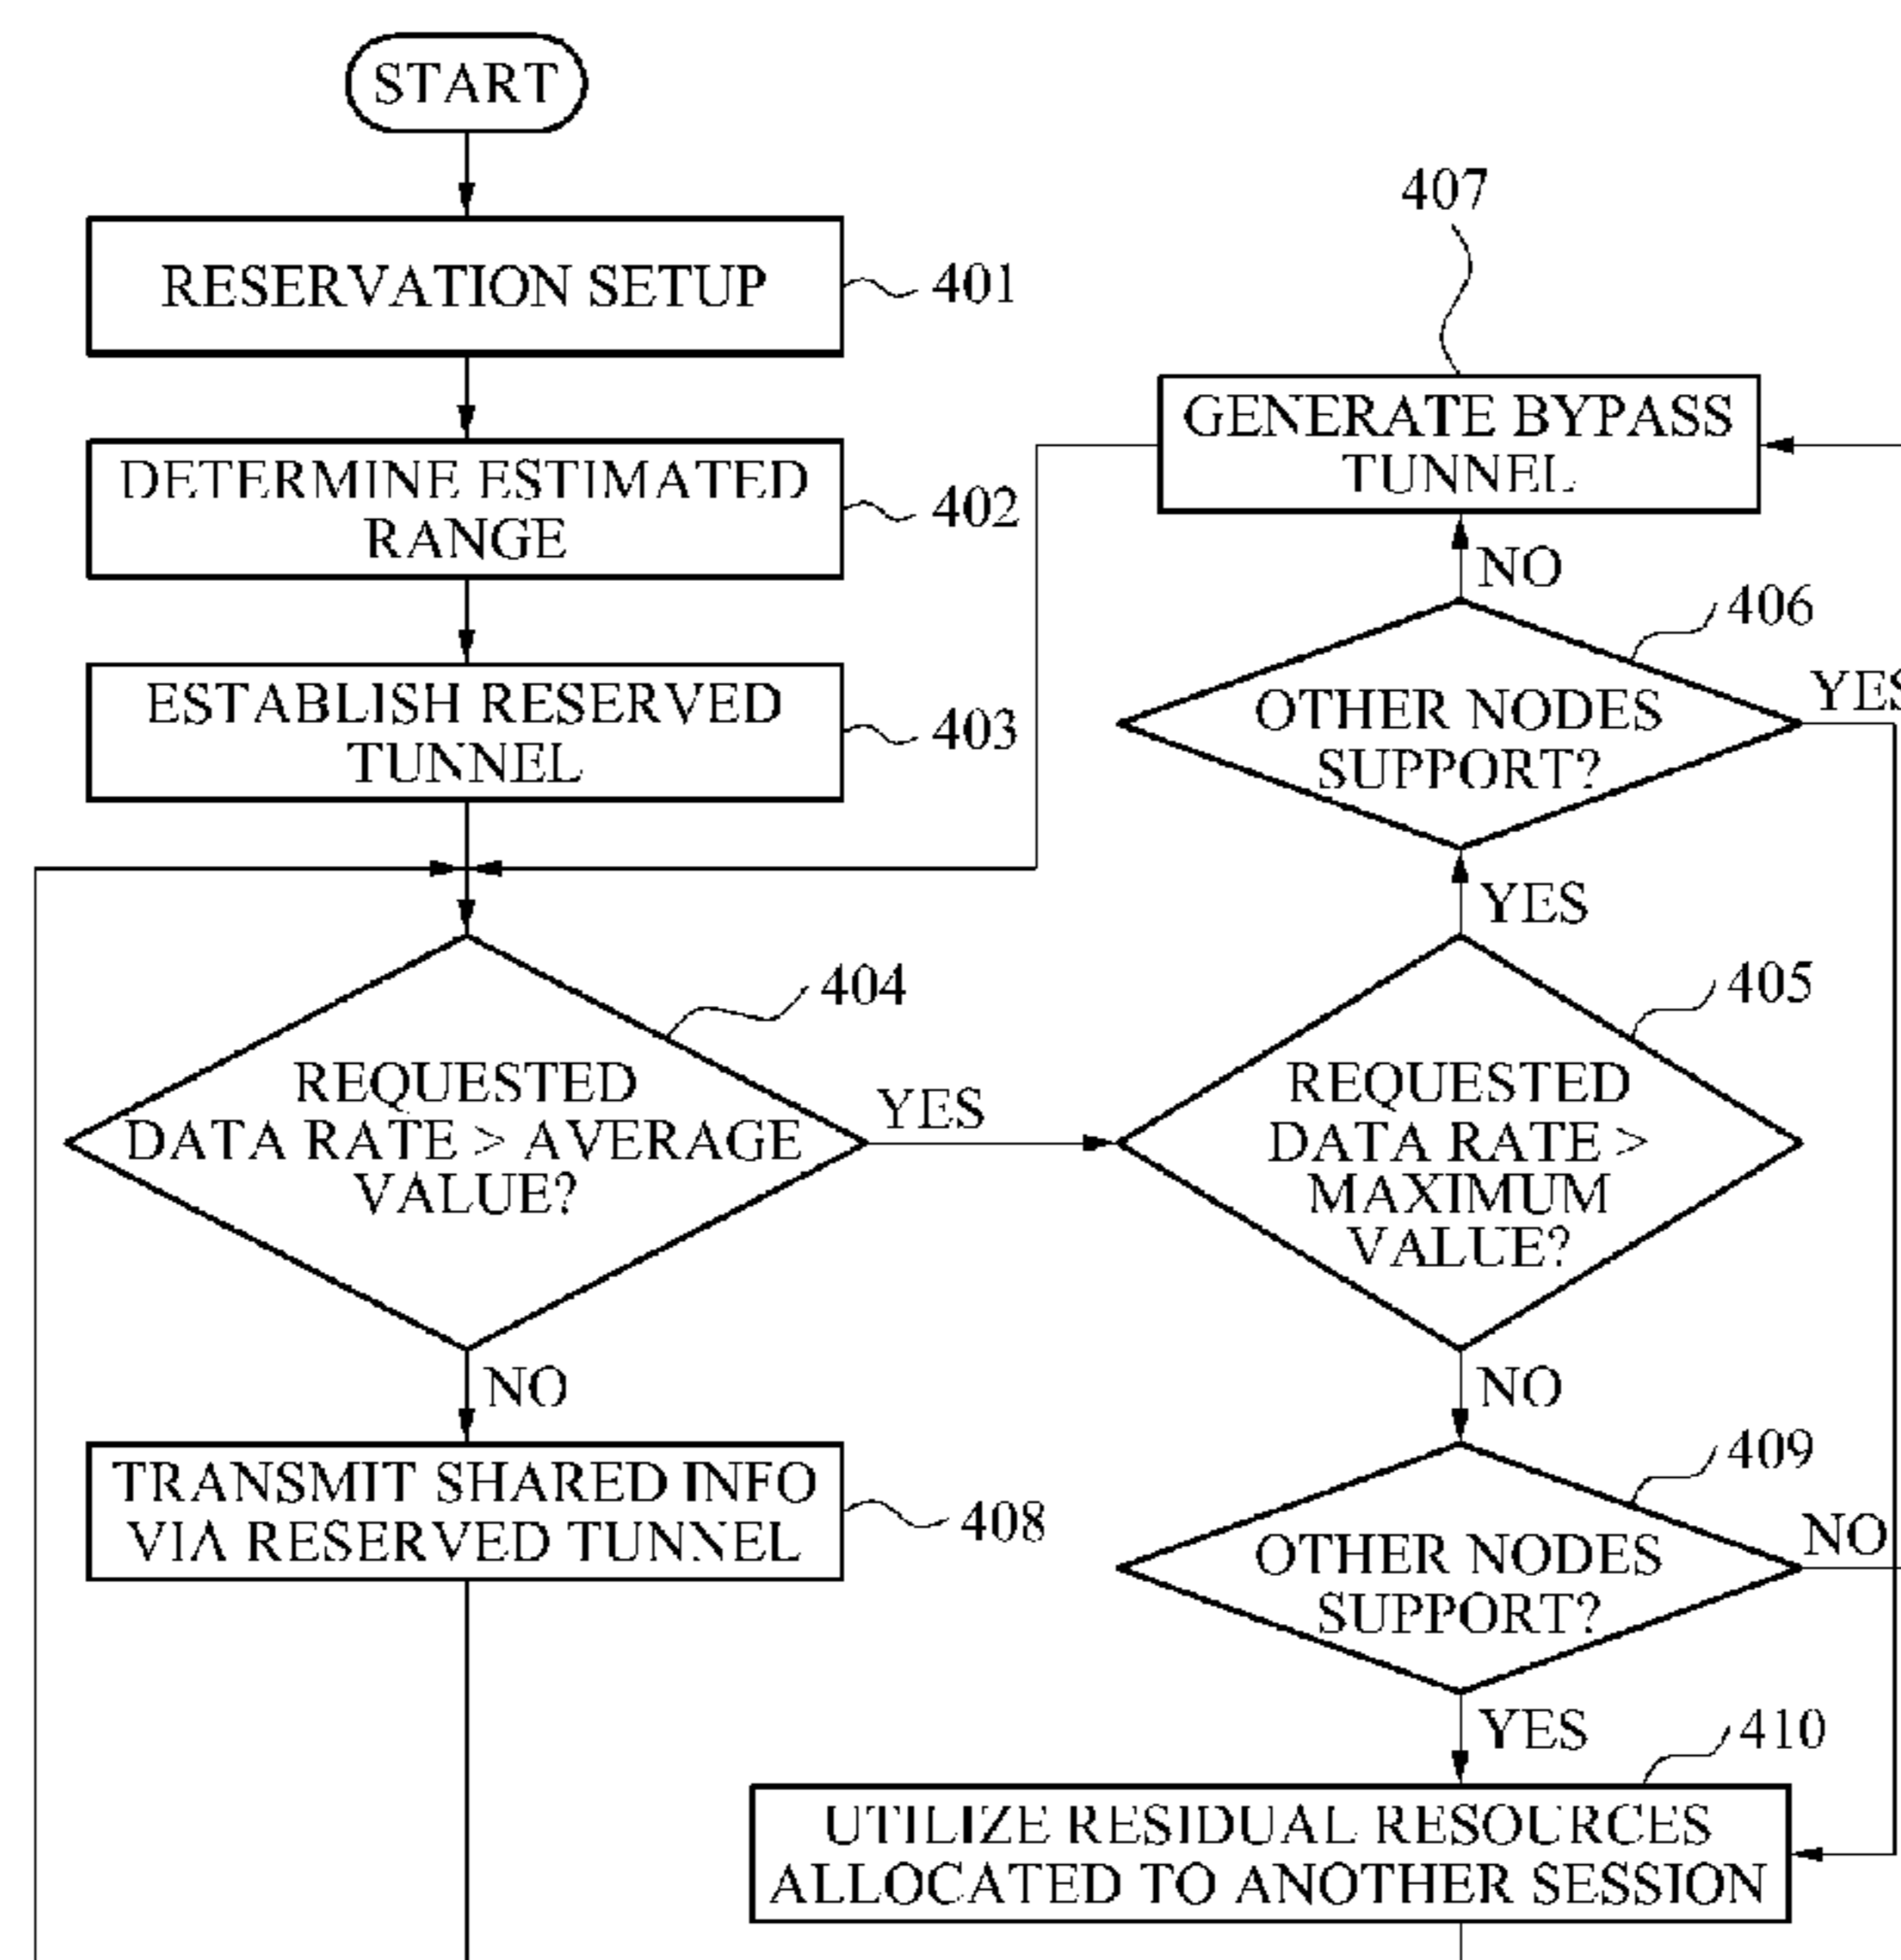 START
RESERVATION SETUP
401
DETERMINE ESTIMATED
RANGE
402
ESTABLISH RESERVED
TUNNEL
403
407
GENERATE BYPASS
TUNNEL
NO
406
OTHER NODES
SUPPORT?
YES
YES
404
REQUESTED
DATA RATE > AVERAGE
VALUE?
YES
405
REQUESTED
DATA RATE >
MAXIMUM
VALUE?
NO
NO
TRANSMIT SHARED INFO
VIA RESERVED TUNNEL
408
409
OTHER NODES
SUPPORT?
NO
YES
410
UTILIZE RESIDUAL RESOURCES
ALLOCATED TO ANOTHER SESSION